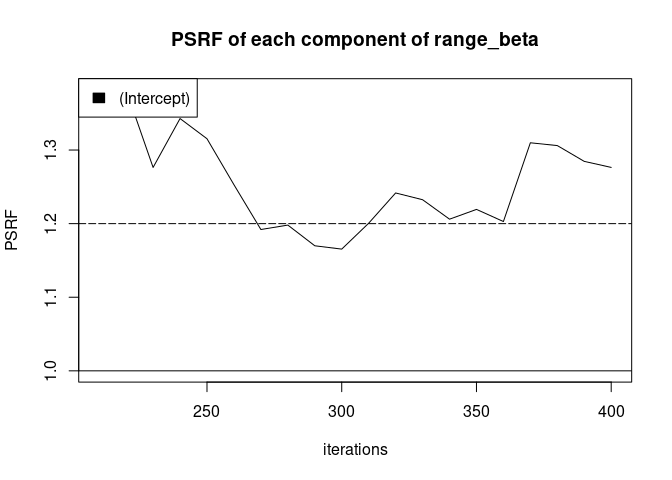 PSRF of each component of range_beta
(Intercept)
PSRF
1.3
1.2
1.1
1.0
250 300 350 400
iterations